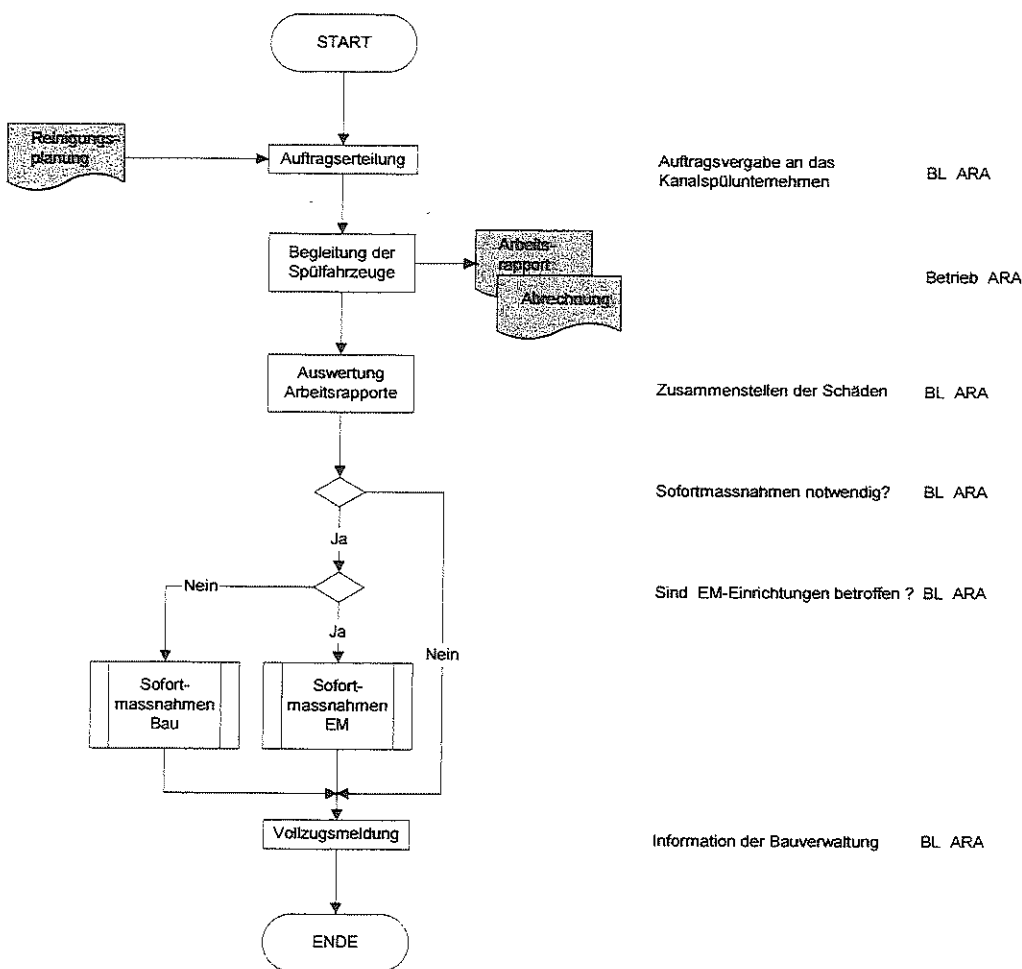 START
Reinigungs-
planung
Auftragserteilung
Auftragsvergabe an das
Kanalspülunternehmen
BL ARA
Begleitung der
Spülfahrzeuge
Arbeits-
rapport
Abrechnung
Betrieb ARA
Auswertung
Arbeitsrapporte
Zusammenstellen der Schäden
BL ARA
Sofortmassnahmen notwendig?
BL ARA
Ja
Nein
Sind EM-Einrichtungen betroffen ?
BL ARA
Ja
Nein
Sofort-
massnahmen
Bau
Sofort-
massnahmen
EM
Vollzugsmeldung
Information der Bauverwaltung
BL ARA
ENDE